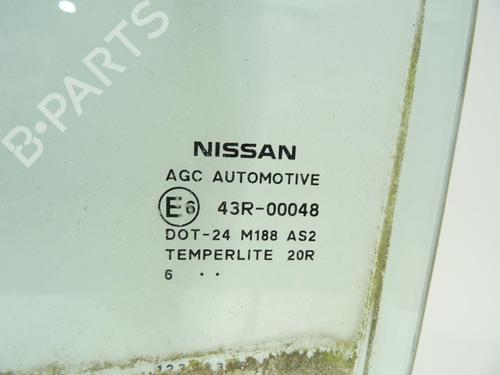 B-PARTS
NISSAN
AGC AUTOMOTIVE
E6 43R-00048
DOT-24 M188 AS2
TEMPERLITE 20R
6 . .